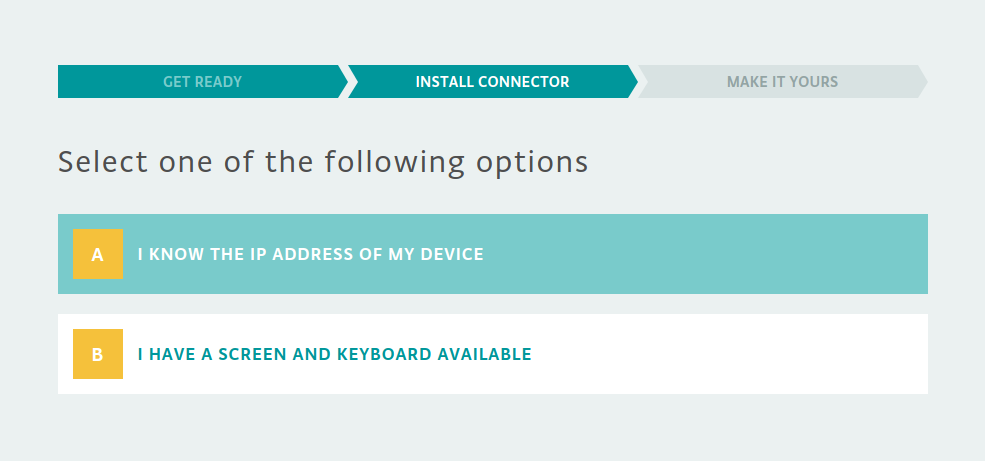 GET READY
INSTALL CONNECTOR
MAKE IT YOURS
Select one of the following options
A
I KNOW THE IP ADDRESS OF MY DEVICE
B
I HAVE A SCREEN AND KEYBOARD AVAILABLE